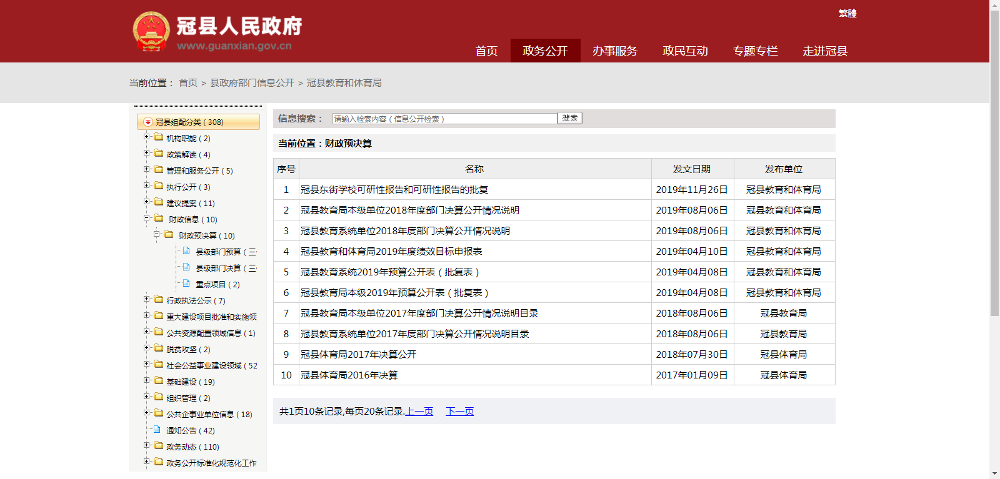 繁體
冠县人民政府
www.guanxian.gov.cn
首页 政务公开 办事服务 政民互动 专题专栏 走进冠县
当前位置： 首页 > 县政府部门信息公开 > 冠县教育和体育局
冠县组配分类 ( 308)
机构职能 ( 2)
政策解读 ( 4)
管理和服务公开 ( 5)
执行公开 ( 3)
建议提案 ( 11)
财政信息 ( 10)
财政预决算 ( 10)
县级部门预算 ( 三
县级部门决算 ( 三
重点项目 ( 2)
行政执法公示 ( 7)
重大建设项目批准和实施领
公共资源配置领域信息 ( 1)
脱贫攻坚 ( 2)
社会公益事业建设领域 ( 52
基础建设 ( 19)
组织管理 ( 2)
公共企事业单位信息 ( 18)
通知公告 ( 42)
政务动态 ( 110)
政务公开标准化规范化工作
信息搜索： 请输入检索内容（信息公开检索） 搜索
当前位置：财政预决算
序号 名称 发文日期 发布单位
1 冠县东街学校可研性报告和可研性报告的批复 2019年11月26日 冠县教育和体育局
2 冠县教育局本级单位2018年度部门决算公开情况说明 2019年08月06日 冠县教育和体育局
3 冠县教育系统单位2018年度部门决算公开情况说明 2019年08月06日 冠县教育和体育局
4 冠县教育和体育局2019年度绩效目标申报表 2019年04月10日 冠县教育和体育局
5 冠县教育系统2019年预算公开表（批复表） 2019年04月08日 冠县教育和体育局
6 冠县教育局本级2019年预算公开表（批复表） 2019年04月08日 冠县教育和体育局
7 冠县教育局本级单位2017年度部门决算公开情况说明目录 2018年08月06日 冠县教育局
8 冠县教育系统单位2017年度部门决算公开情况说明目录 2018年08月06日 冠县教育局
9 冠县体育局2017年决算公开 2018年07月30日 冠县体育局
10 冠县体育局2016年决算 2017年01月09日 冠县体育局
共1页10条记录,每页20条记录.上一页 下一页